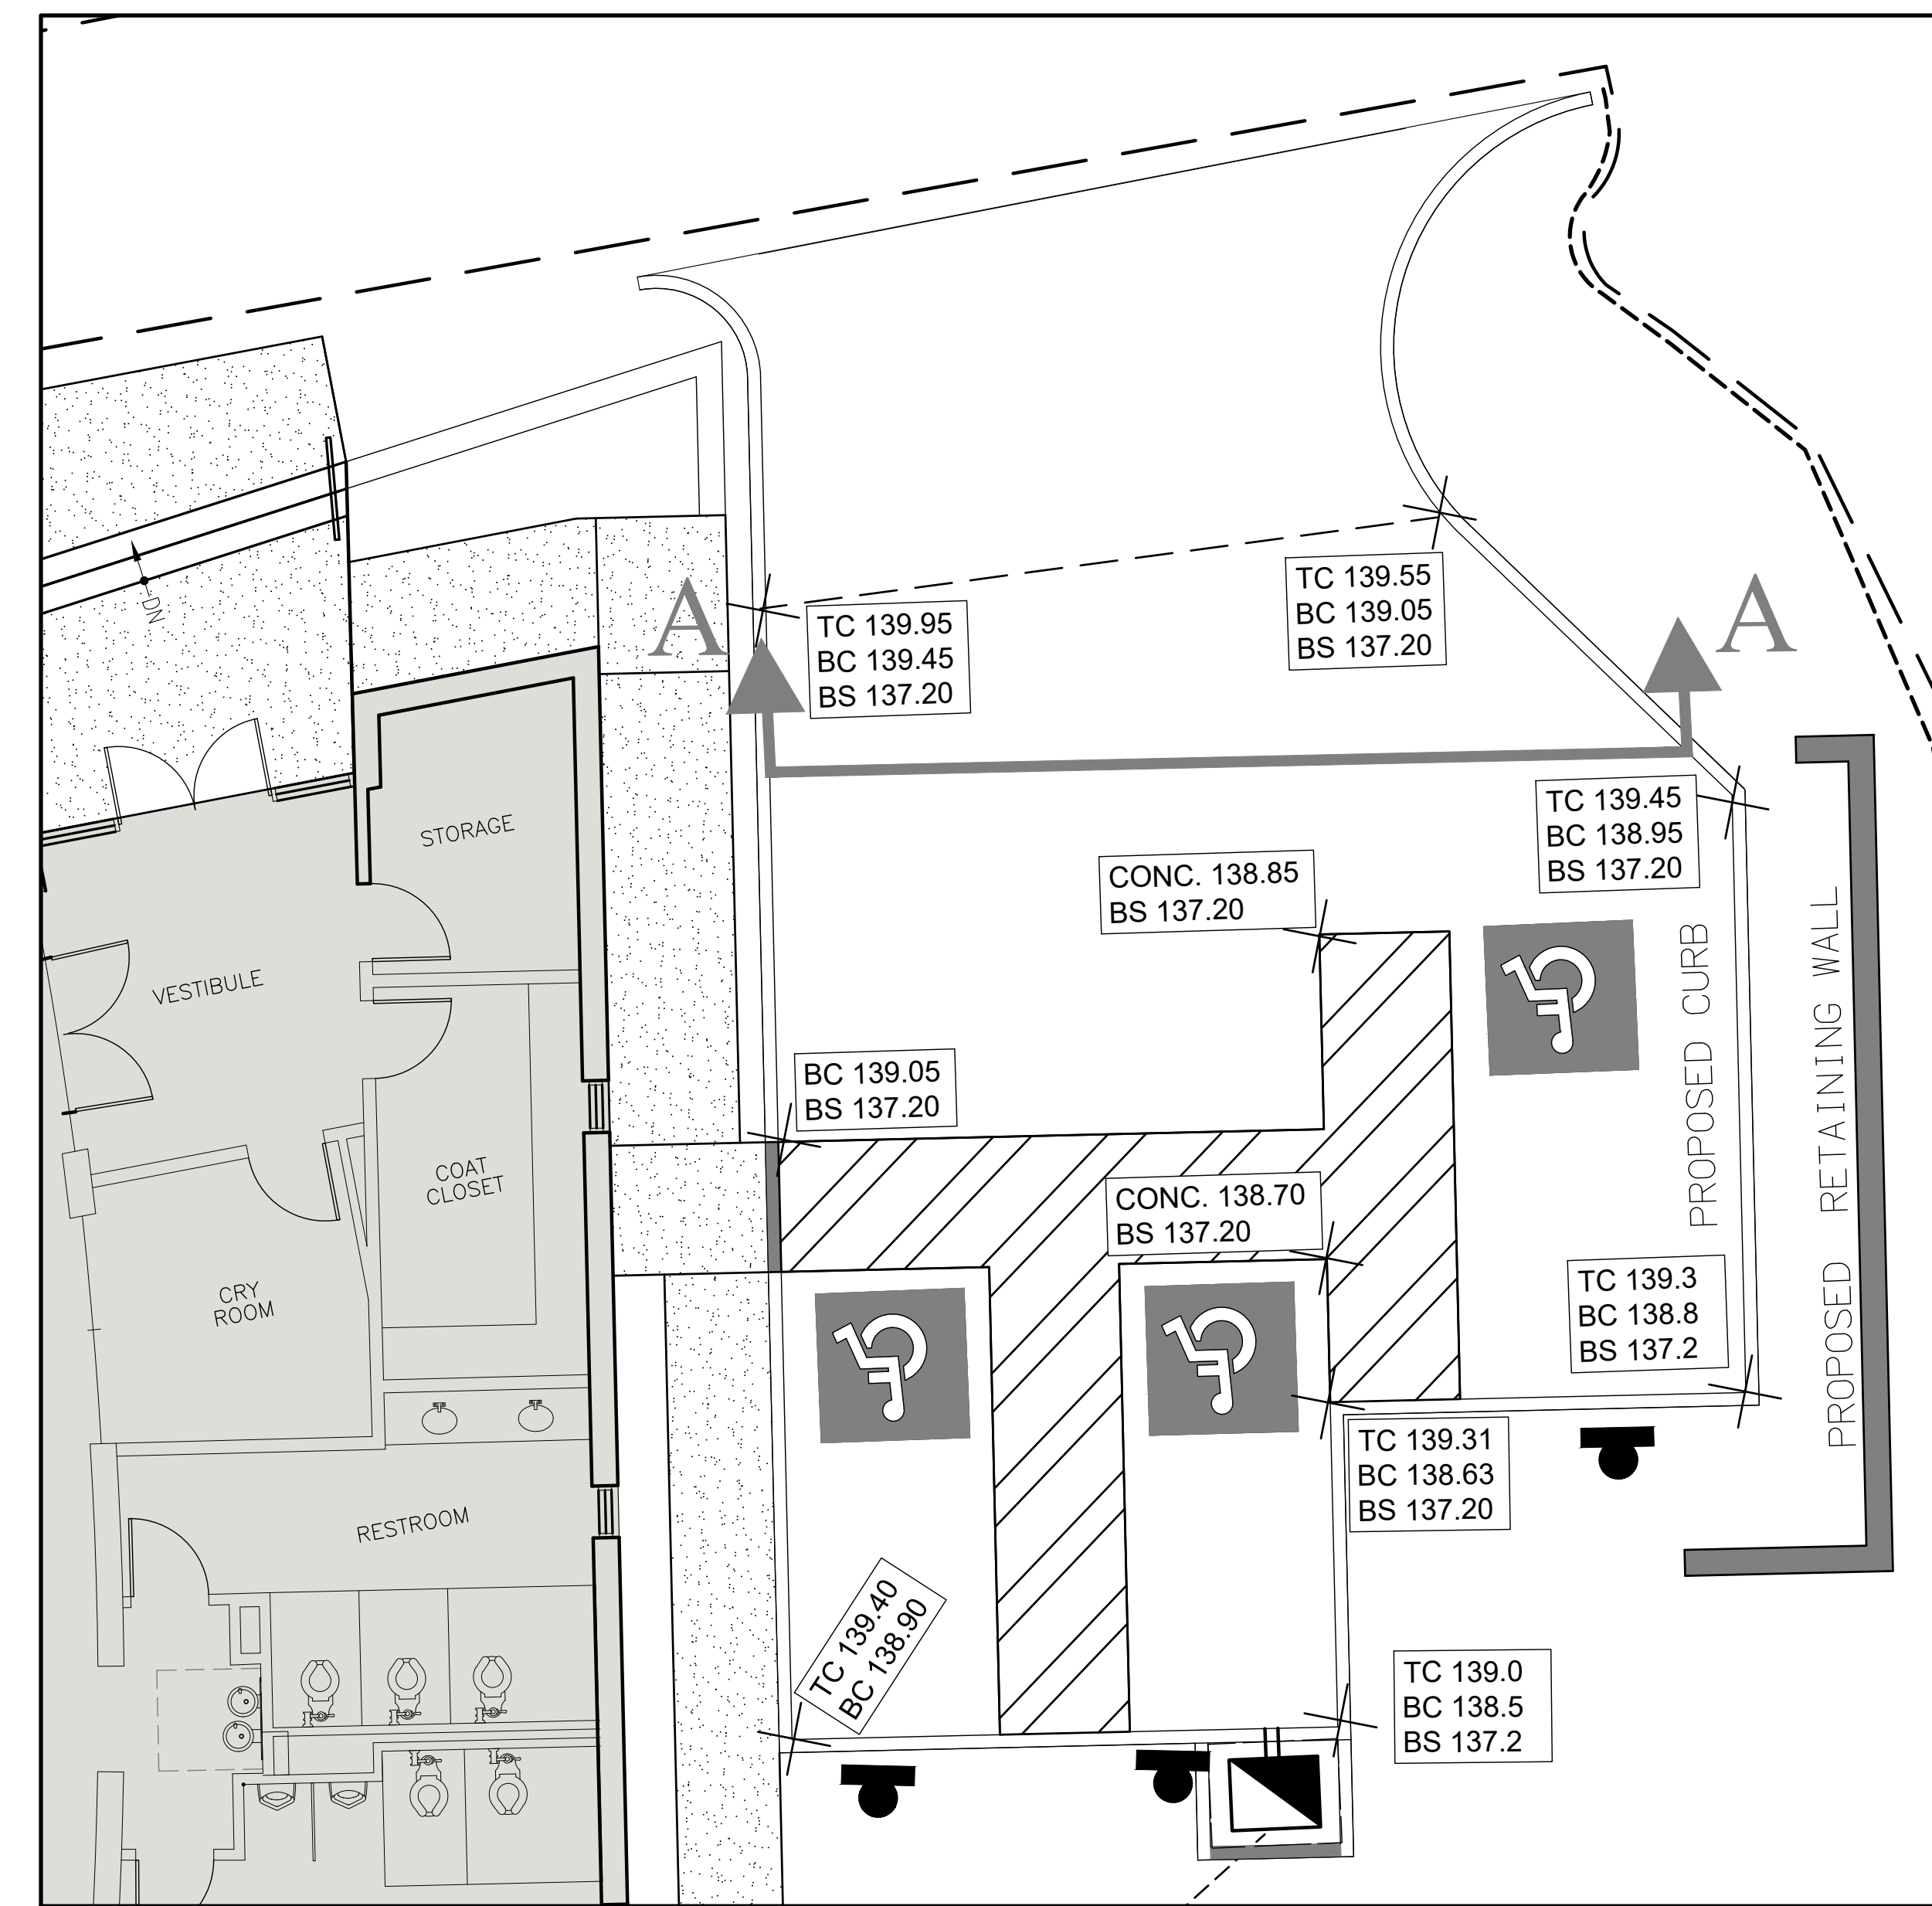 DN
A
TC 139.95
BC 139.45
BS 137.20
TC 139.55
BC 139.05
BS 137.20
A
STORAGE
TC 139.45
BC 138.95
BS 137.20
CONC. 138.85
BS 137.20
VESTIBULE
PROPOSED CURB
PROPOSED RETAINING WALL
BC 139.05
BS 137.20
COAT
CLOSET
CONC. 138.70
BS 137.20
CRY
ROOM
TC 139.3
BC 138.8
BS 137.2
TC 139.31
BC 138.63
BS 137.20
RESTROOM
TC 139.40
BC 138.90
TC 139.0
BC 138.5
BS 137.2